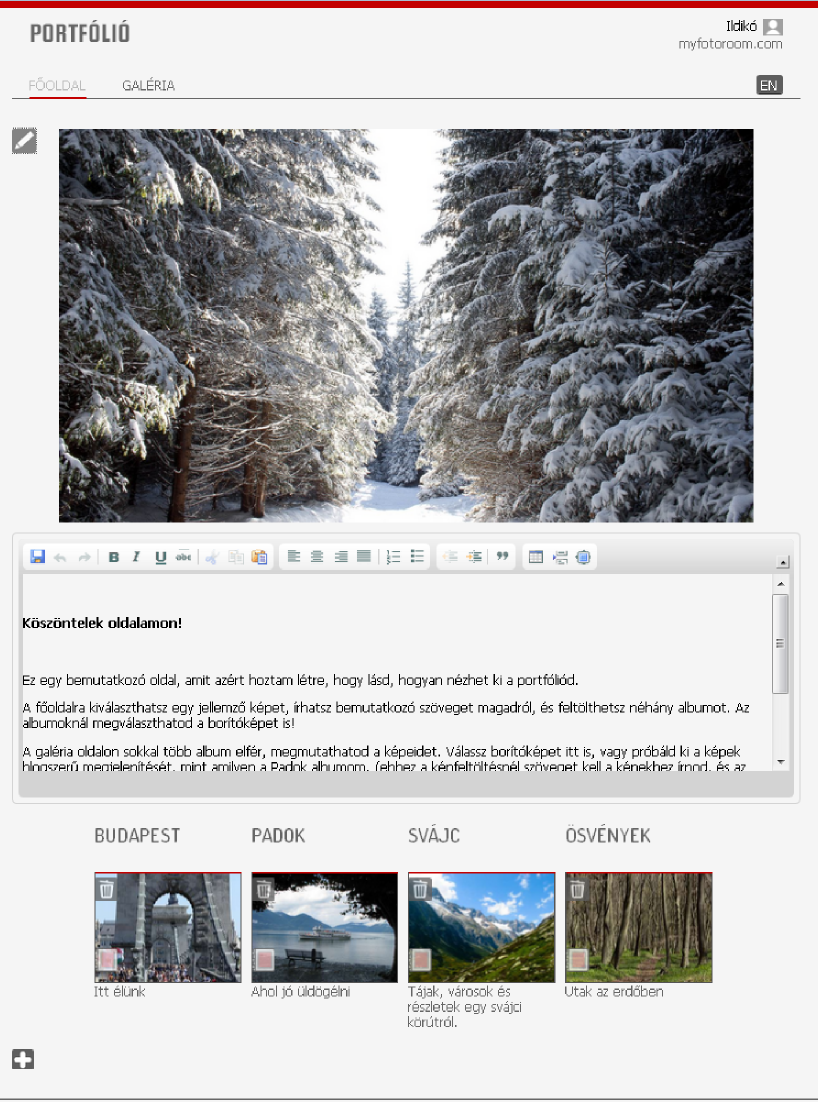 PORTFÓLIÓ
Ildikó
myfotoroom.com
FŐOLDAL
GALÉRIA
EN
B I U abc
Köszöntelek oldalamon!
Ez egy bemutatkozó oldal, amit azért hoztam létre, hogy lásd, hogyan nézhet ki a portfóliód.
A főoldalra kiválaszthatsz egy jellemző képet, írhatsz bemutatkozó szöveget magadról, és feltölthetsz néhány albumot. Az
albumoknál megválaszthatod a borítóképet is!
A galéria oldalon sokkal több album elfér, megmutathatod a képeidet. Válassz borítóképet itt is, vagy próbáld ki a képek
blogszerű megjelenítését, mint amilyen a Padok albumom. (ehhez a képfeltöltésnél szöveget kell a képekhez írnod, és az
BUDAPEST
PADOK
SVÁJC
ÖSVÉNYEK
Itt élünk
Ahol jó üldögélni
Tájak, városok és
részletek egy svájci
körútról.
Utak az erdőben